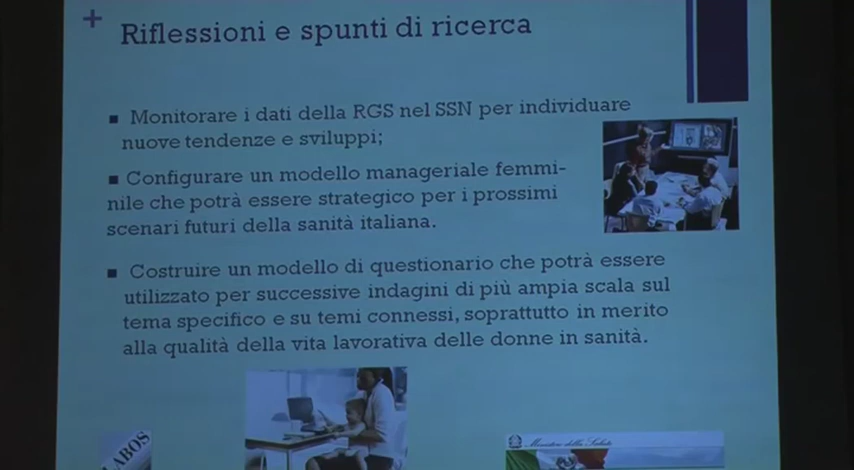 + Riflessioni e spunti di ricerca
■ Monitorare i dati della RGS nel SSN per individuare
nuove tendenze e sviluppi;
■ Configurare un modello manageriale femmi-
nile che potrà essere strategico per i prossimi
scenari futuri della sanità italiana.
■ Costruire un modello di questionario che potrà essere
utilizzato per successive indagini di più ampia scala sul
tema specifico e su temi connessi, soprattutto in merito
alla qualità della vita lavorativa delle donne in sanità.
LABOS
Ministero della Salute